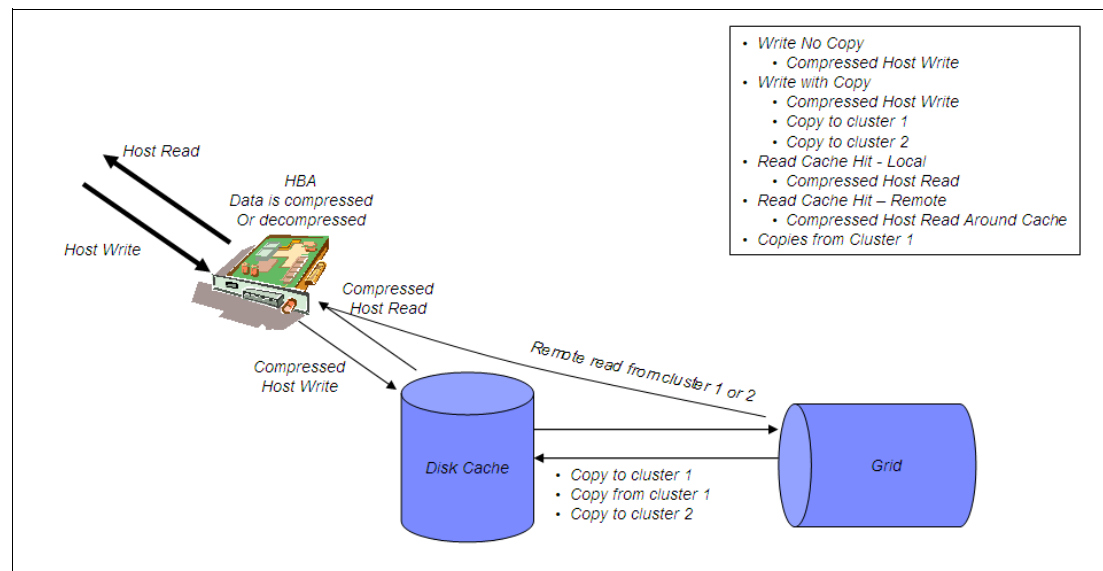 • Write No Copy
• Compressed Host Write
• Write with Copy
• Compressed Host Write
• Copy to cluster 1
• Copy to cluster 2
• Read Cache Hit - Local
• Compressed Host Read
• Read Cache Hit – Remote
• Compressed Host Read Around Cache
• Copies from Cluster 1
Host Read
HBA
Data is compressed
Or decompressed
Host Write
Compressed
Host Read
Compressed
Host Write
Remote read from cluster 1 or 2
Disk Cache
Grid
• Copy to cluster 1
• Copy from cluster 1
• Copy to cluster 2